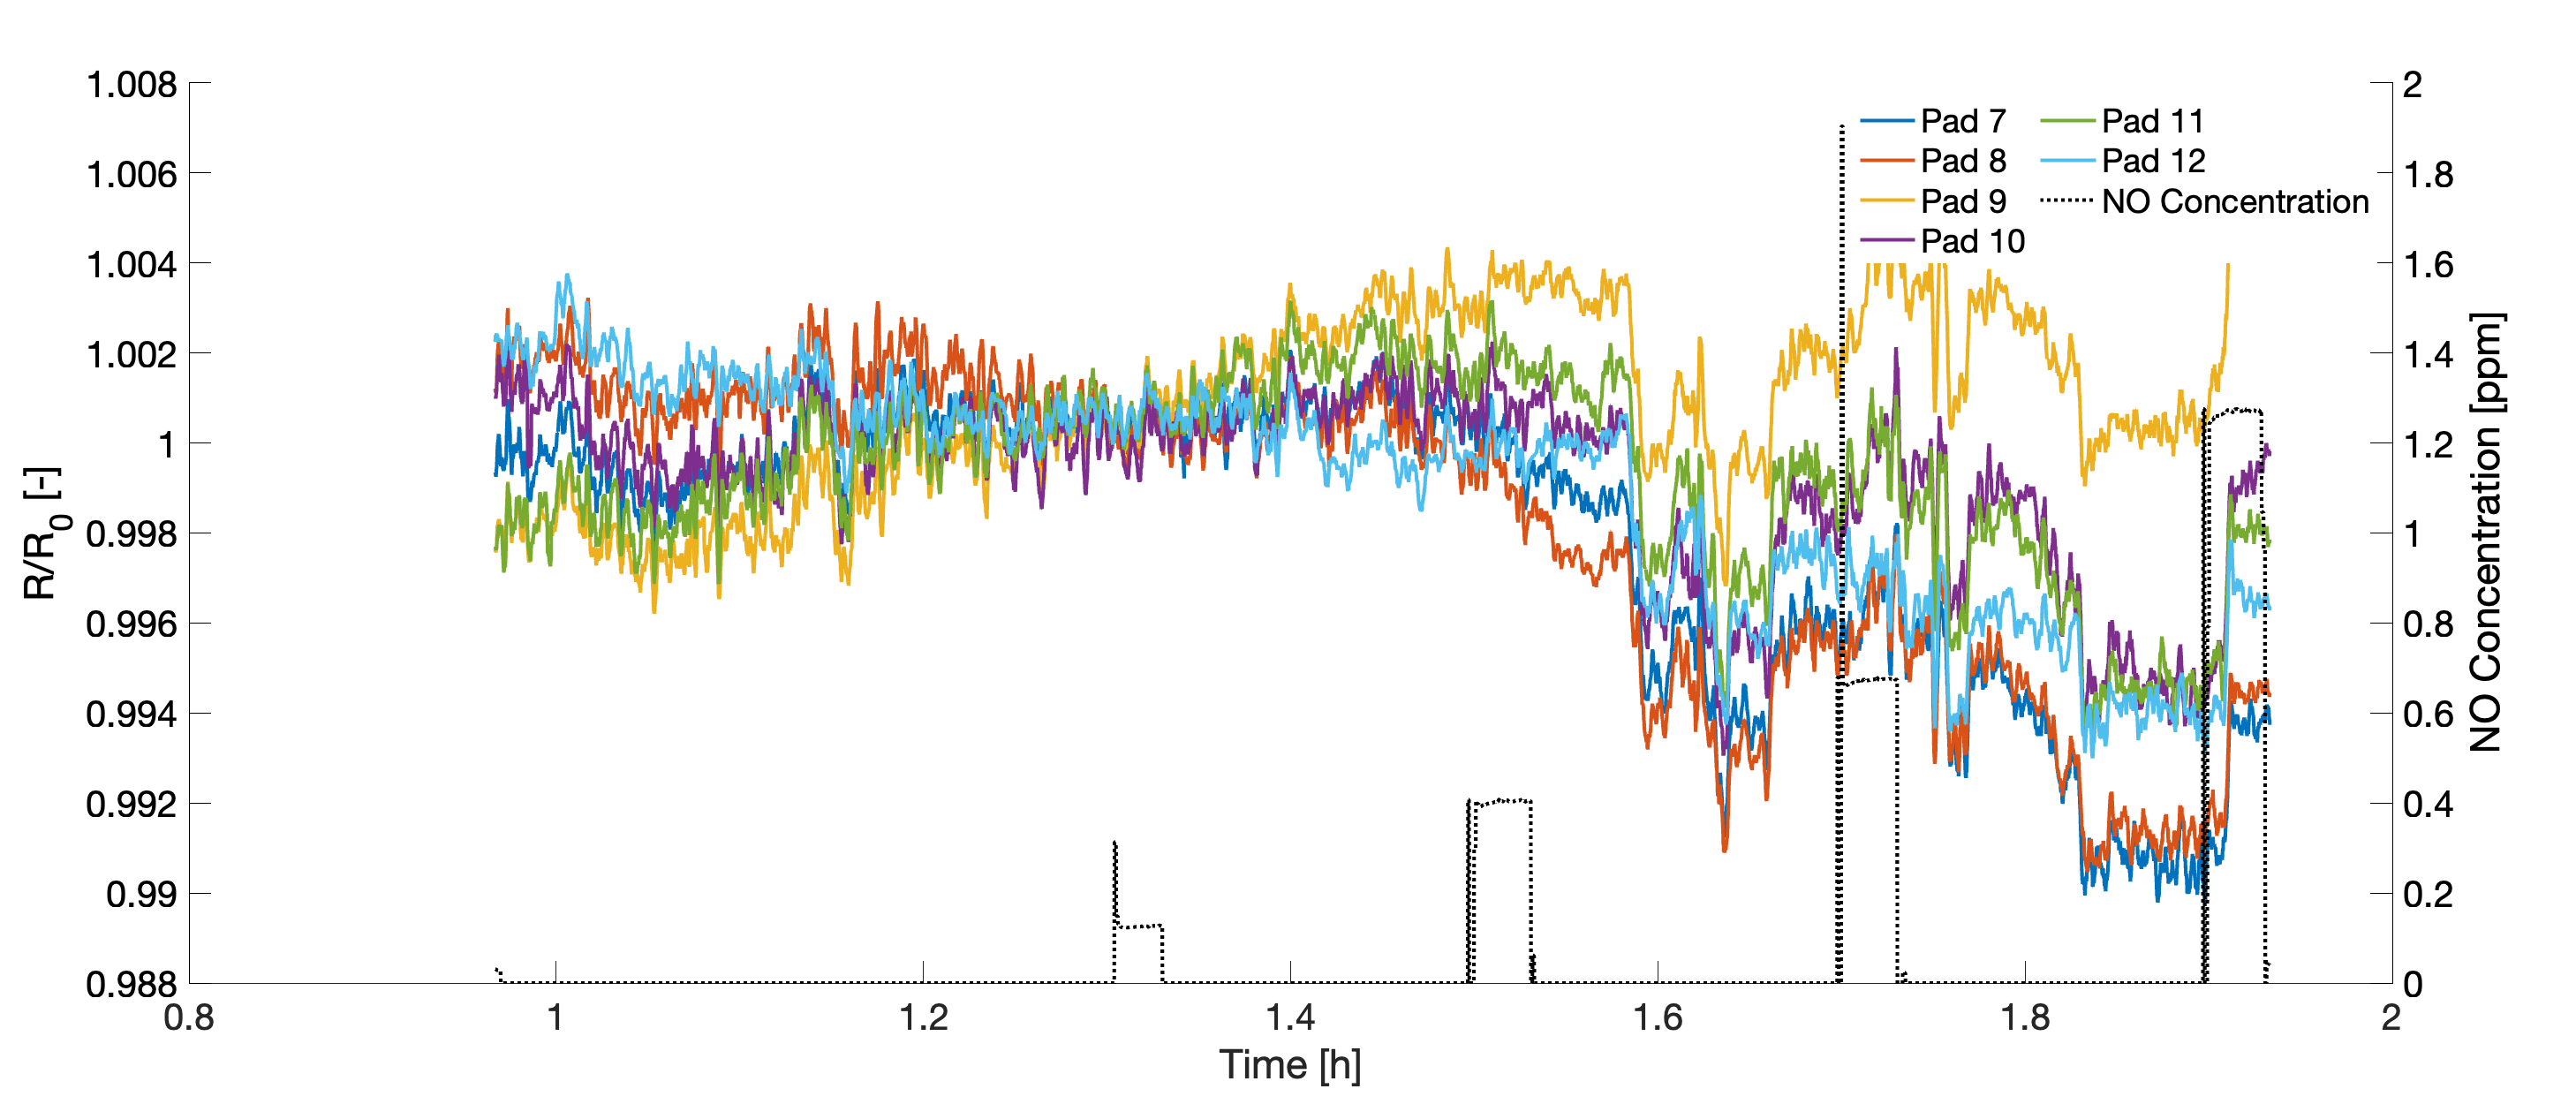 1.008
1.006
1.004
1.002
1
0.998
0.996
0.994
0.992
0.99
0.988
R/R0 [-]
0.8
1
1.2
1.4
1.6
1.8
2
Time [h]
2
1.8
1.6
1.4
1.2
1
0.8
0.6
0.4
0.2
0
NO Concentration [ppm]
Pad 7
Pad 8
Pad 9
Pad 10
Pad 11
Pad 12
NO Concentration